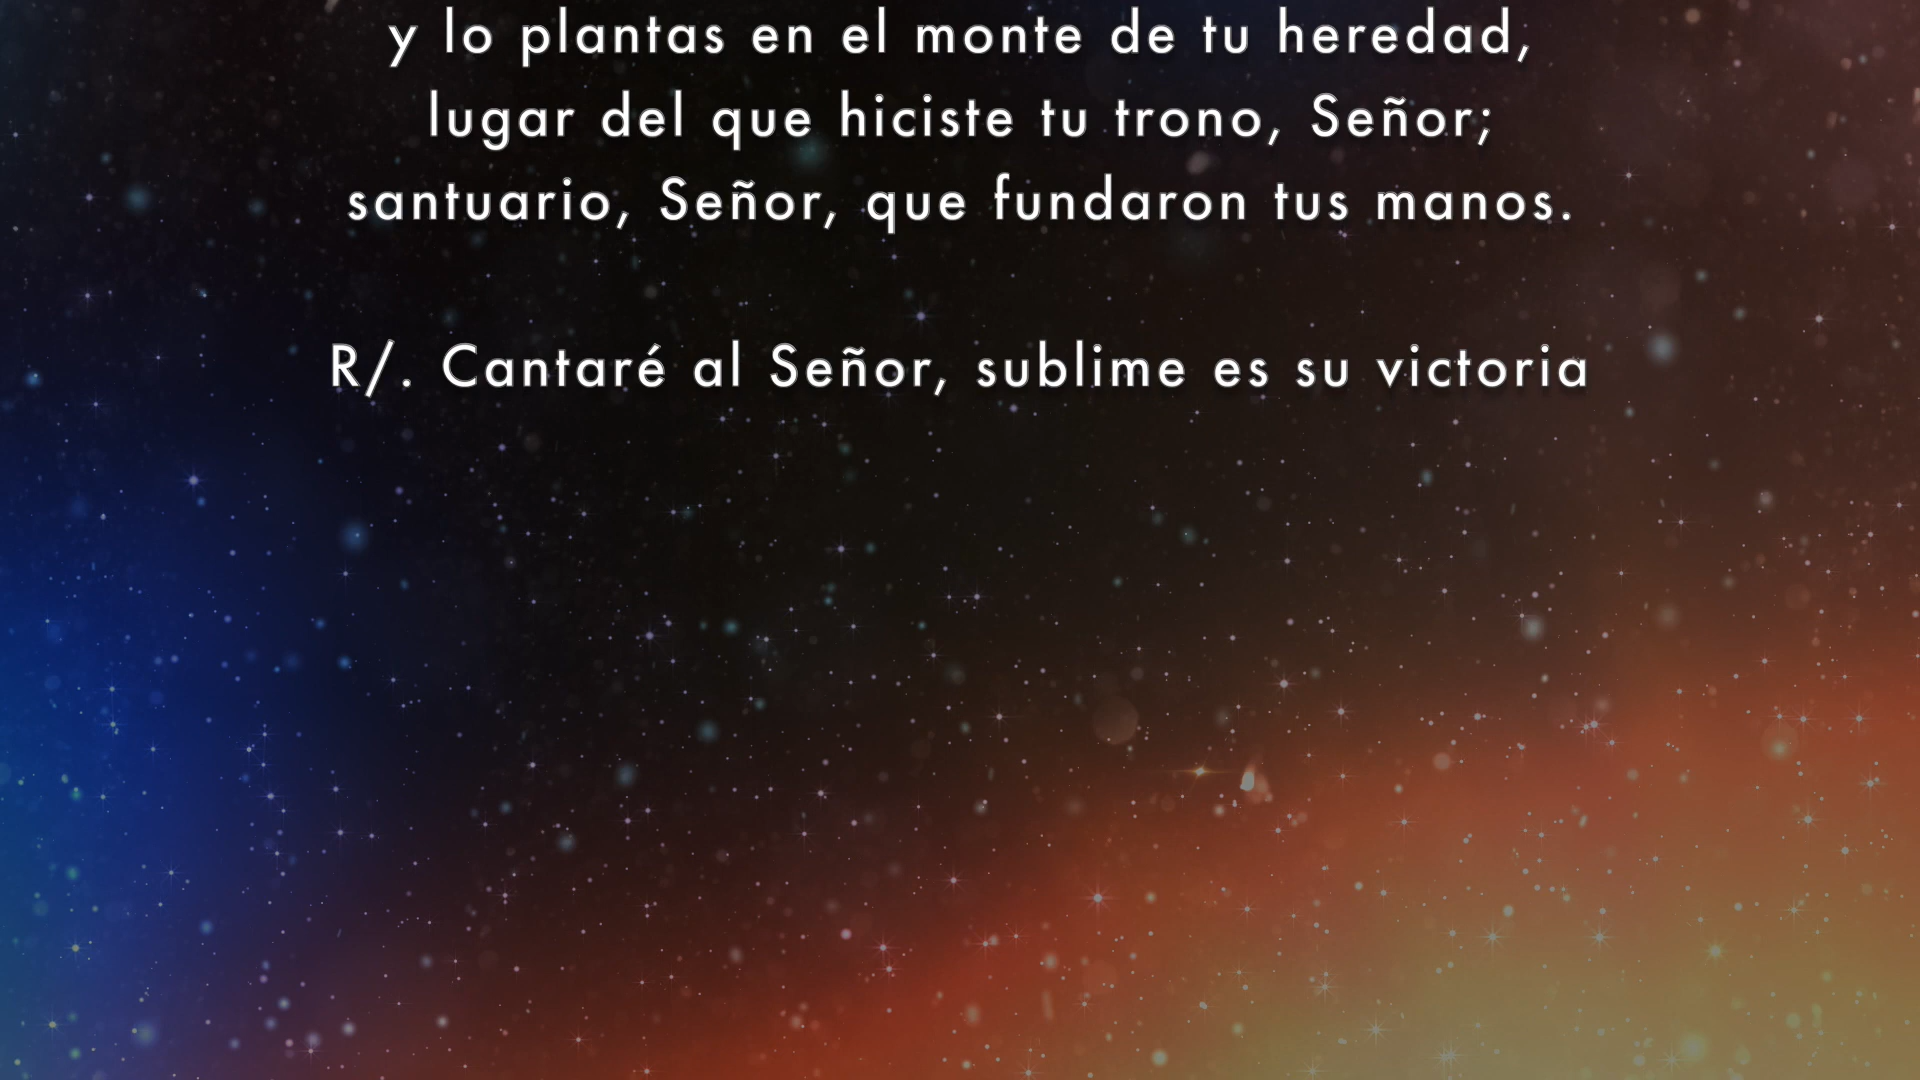 y lo plantas en el monte de tu heredad,
lugar del que hiciste tu trono, Señor;
santuario, Señor, que fundaron tus manos.
R/. Cantaré al Señor, sublime es su victoria